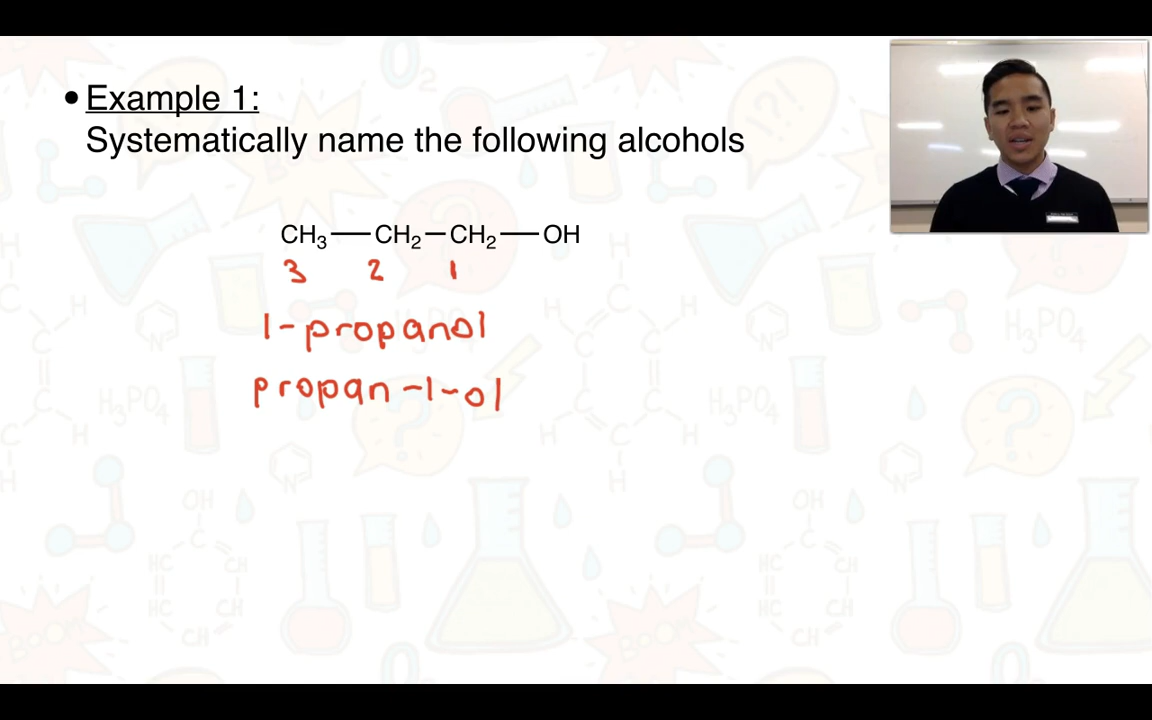 • Example 1:
Systematically name the following alcohols
CH₃—CH₂—CH₂—OH
3 2 1
1-propanol
propan-1-ol